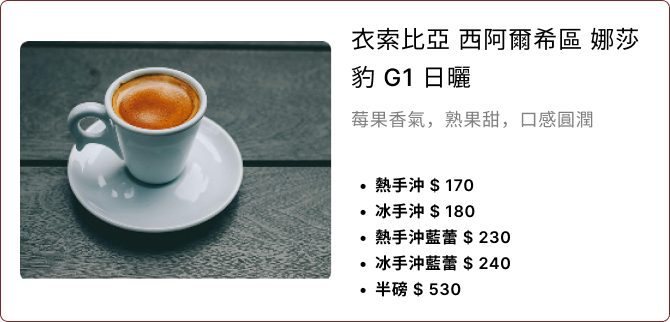 衣索比亞 西阿爾希區 娜莎
豹 G1 日曬
莓果香氣，熟果甜，口感圓潤
• 熱手沖 $ 170
• 冰手沖 $ 180
• 熱手沖藍蕾 $ 230
• 冰手沖藍蕾 $ 240
• 半磅 $ 530